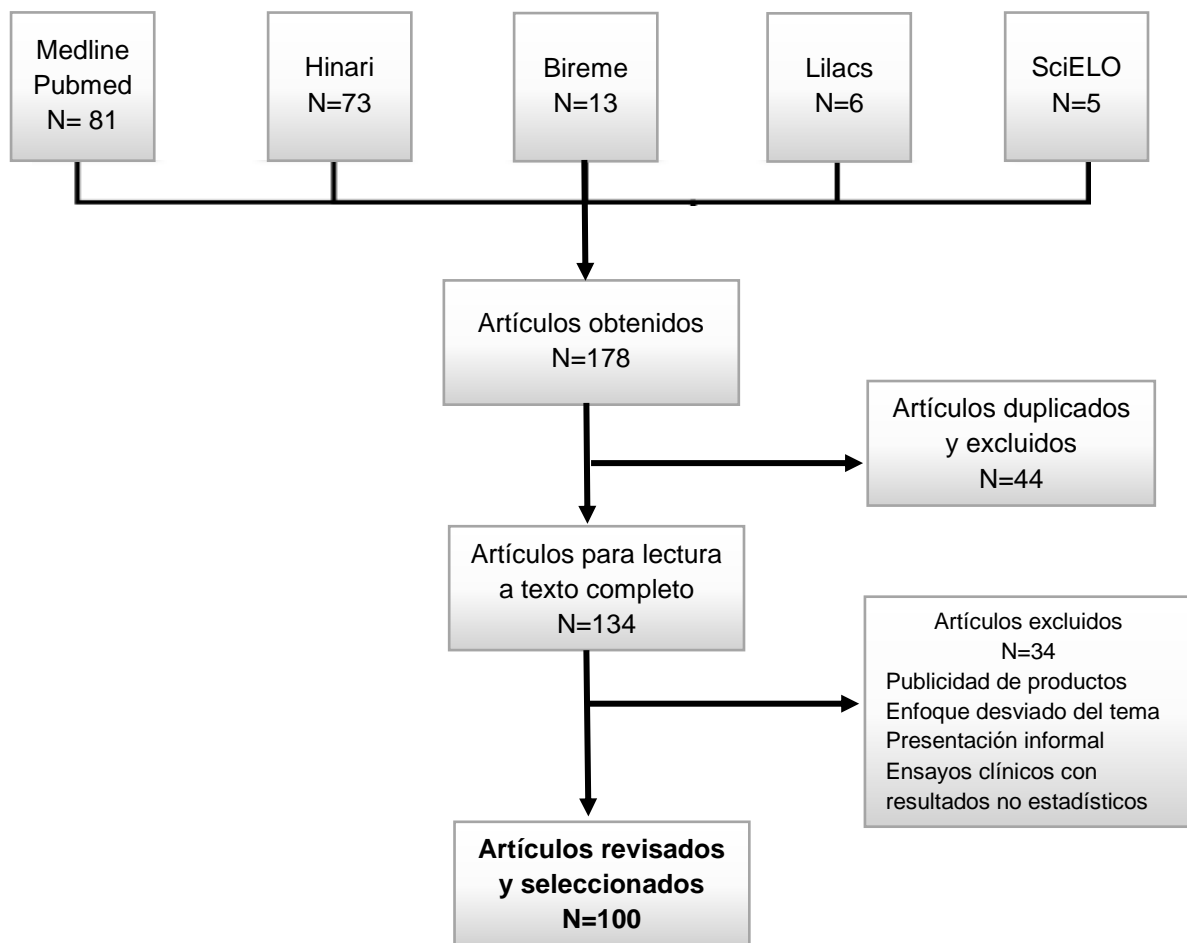 Medline
Pubmed
N= 81
Hinari
N=73
Bireme
N=13
Lilacs
N=6
SciELO
N=5
Artículos obtenidos
N=178
Artículos duplicados
y excluidos
N=44
Artículos para lectura
a texto completo
N=134
Artículos excluidos
N=34
Publicidad de productos
Enfoque desviado del tema
Presentación informal
Ensayos clínicos con
resultados no estadísticos
Artículos revisados
y seleccionados
N=100